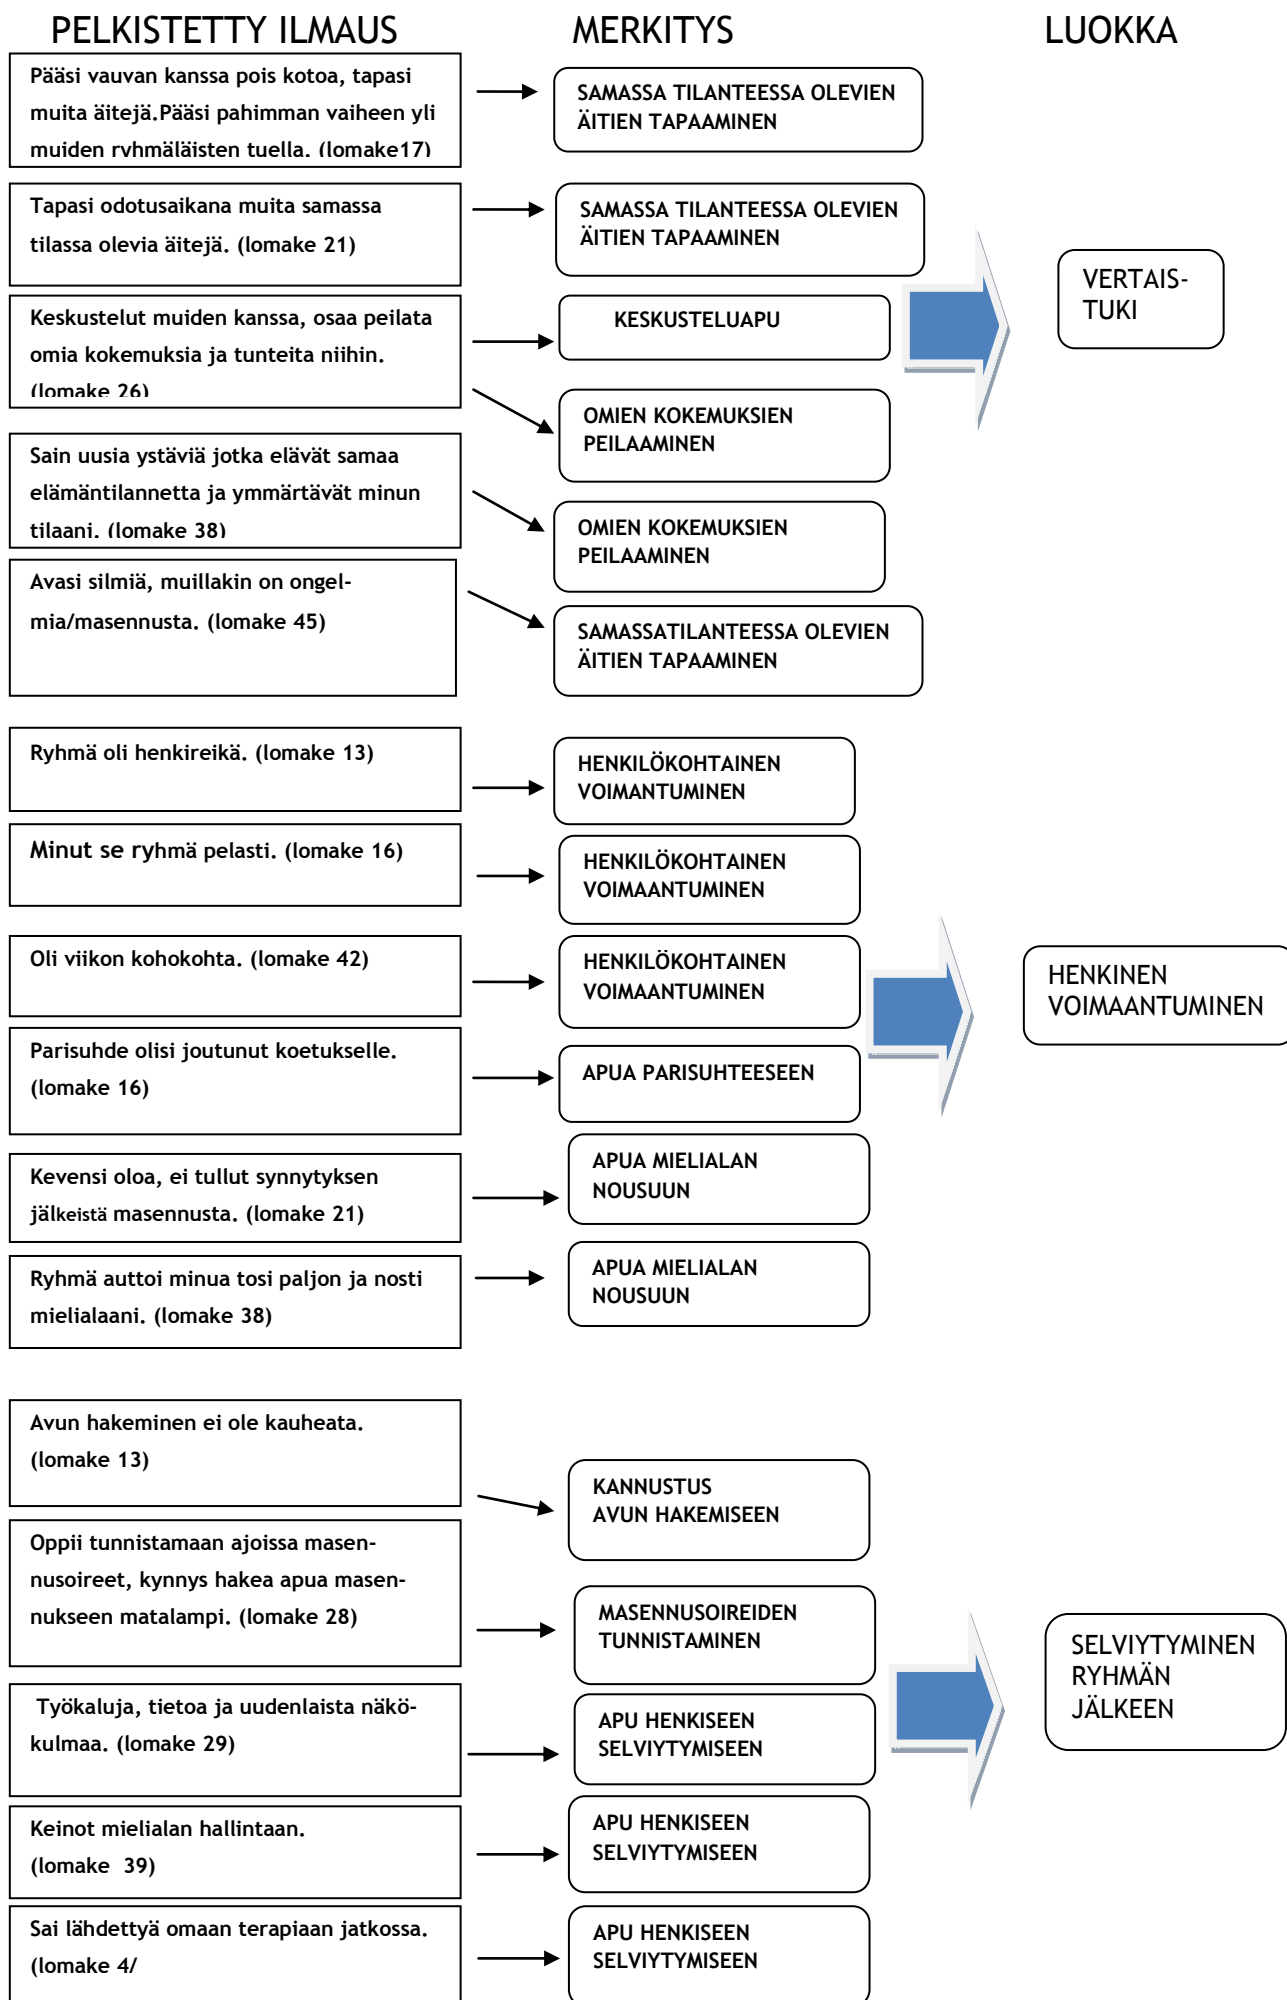 PELKISTETTY ILMAUS
MERKITYS
LUOKKA
Pääsi vauvan kanssa pois kotoa, tapasi
muita äitejä.Pääsi pahimman vaiheen yli
muiden ryhmäläisten tuella. (lomake17)
SAMASSA TILANTEESSA OLEVIEN
ÄITIEN TAPAAMINEN
Tapasi odotusaikana muita samassa
tilassa olevia äitejä. (lomake 21)
SAMASSA TILANTEESSA OLEVIEN
ÄITIEN TAPAAMINEN
Keskustelut muiden kanssa, osaa peilata
omia kokemuksia ja tunteita niihin.
(lomake 26)
KESKUSTELUAPU
OMIEN KOKEMUKSIEN
PEILAAMINEN
VERTAIS-
TUKI
Sain uusia ystäviä jotka elävät samaa
elämäntilannetta ja ymmärtävät minun
tilaani. (lomake 38)
OMIEN KOKEMUKSIEN
PEILAAMINEN
Avasi silmiä, muillakin on ongel-
mia/masennusta. (lomake 45)
SAMASSATILANTEESSA OLEVIEN
ÄITIEN TAPAAMINEN
Ryhmä oli henkireikä. (lomake 13)
HENKILÖKOHTAINEN
VOIMANTUMINEN
Minut se ryhmä pelasti. (lomake 16)
HENKILÖKOHTAINEN
VOIMAANTUMINEN
Oli viikon kohokohta. (lomake 42)
HENKILÖKOHTAINEN
VOIMAANTUMINEN
HENKINEN
VOIMAANTUMINEN
Parisuhde olisi joutunut koetukselle.
(lomake 16)
APUA PARISUHTEESEEN
Kevensi oloa, ei tullut synnytyksen
jälkeistä masennusta. (lomake 21)
APUA MIELIALAN
NOUSUUN
Ryhmä auttoi minua tosi paljon ja nosti
mielialaani. (lomake 38)
APUA MIELIALAN
NOUSUUN
Avun hakeminen ei ole kauheata.
(lomake 13)
KANNUSTUS
AVUN HAKEMISEEN
Oppii tunnistamaan ajoissa masen-
nusoireet, kynnys hakea apua masen-
nukseen matalampi. (lomake 28)
MASENNUSOIREIDEN
TUNNISTAMINEN
SELVIYTYMINEN
RYHMÄN
JÄLKEEN
Työkaluja, tietoa ja uudenlaista näkö-
kulmaa. (lomake 29)
APU HENKISEEN
SELVIYTYMISEEN
Keinot mielialan hallintaan.
(lomake 39)
APU HENKISEEN
SELVIYTYMISEEN
Sai lähdettyä omaan terapiaan jatkossa.
(lomake 4/
APU HENKISEEN
SELVIYTYMISEEN